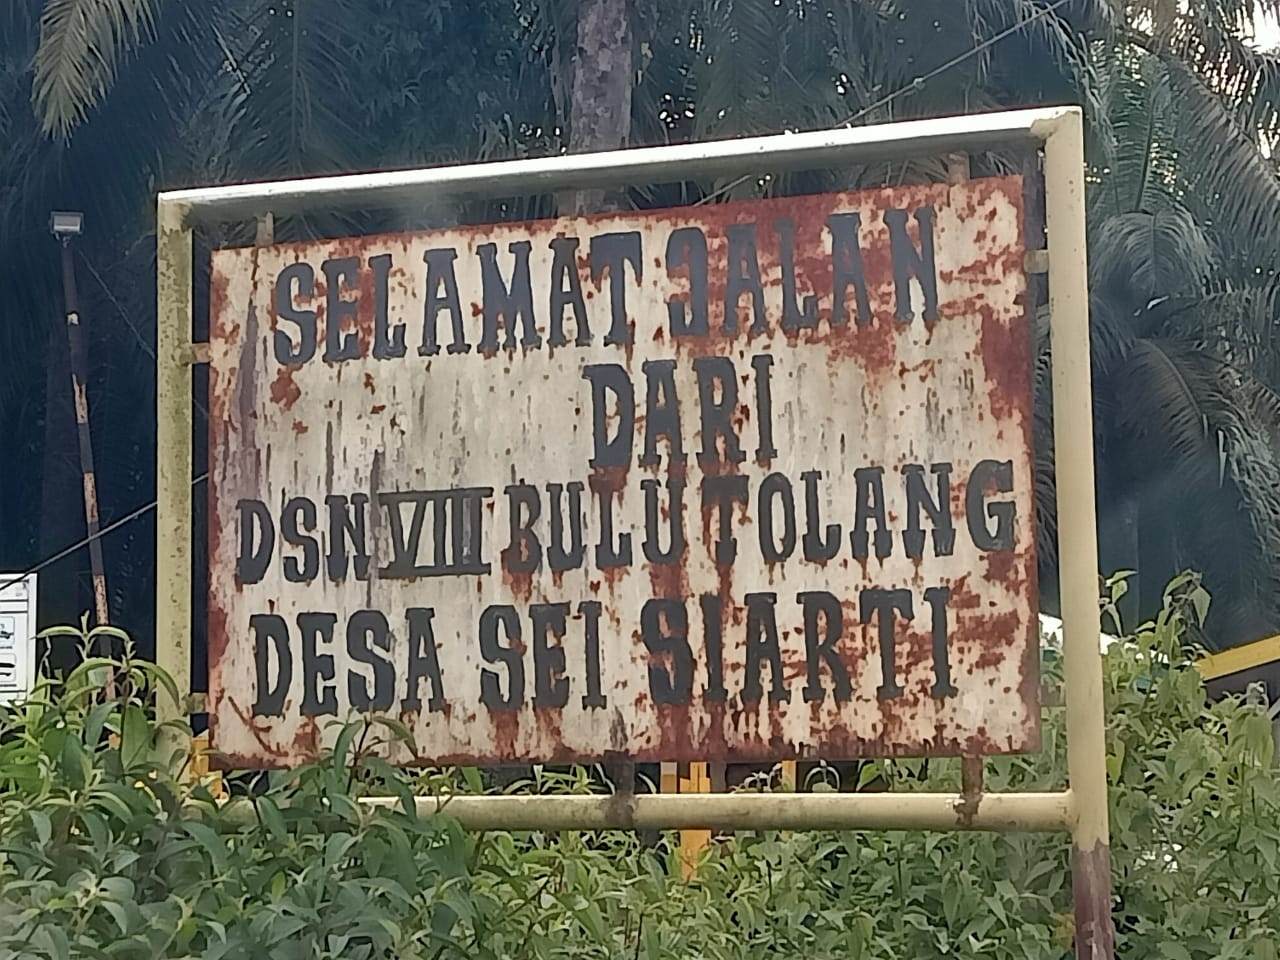 SELAMAT JALAN
DARI
DSN VIII BULU TOLANG
DESA SEI SIARTI